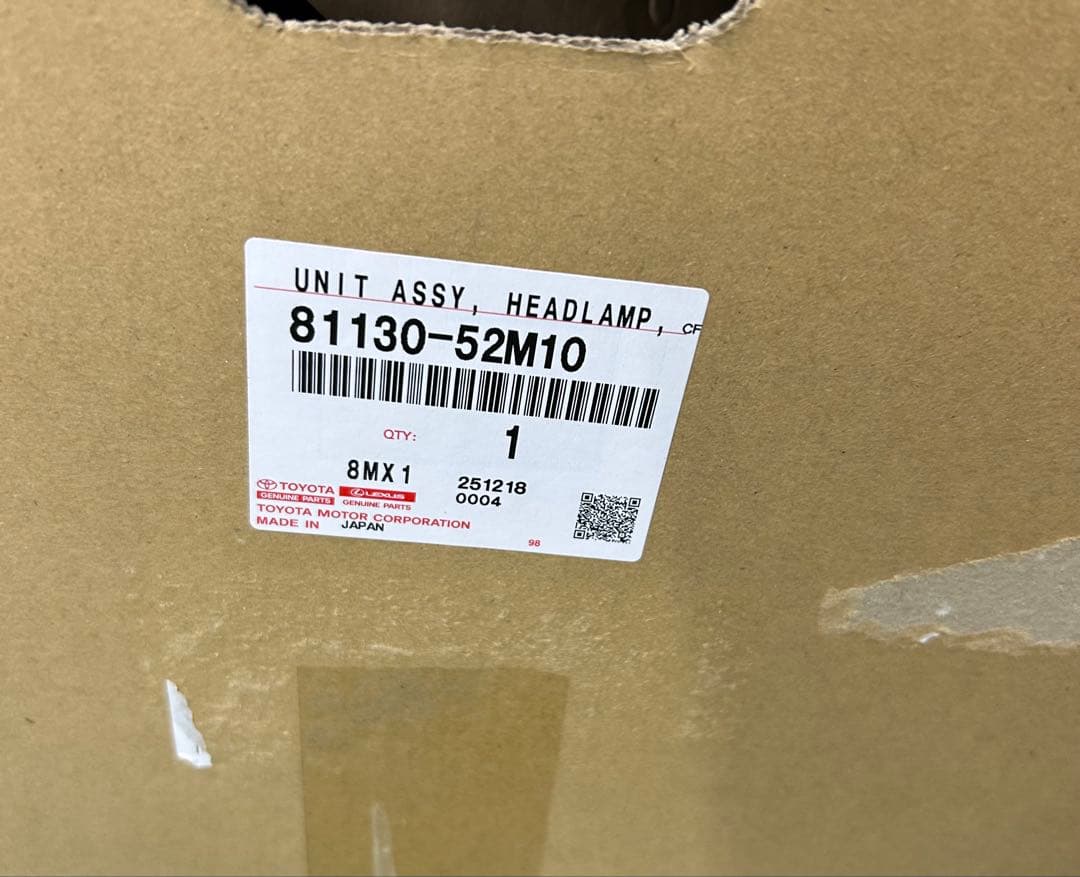 UNIT ASSY, HEADLAMP, CF
81130-52M10
QTY: 1
8MX1
251218
0004
TOYOTA
GENUINE PARTS
LEXUS
GENUINE PARTS
TOYOTA MOTOR CORPORATION
MADE IN JAPAN
98